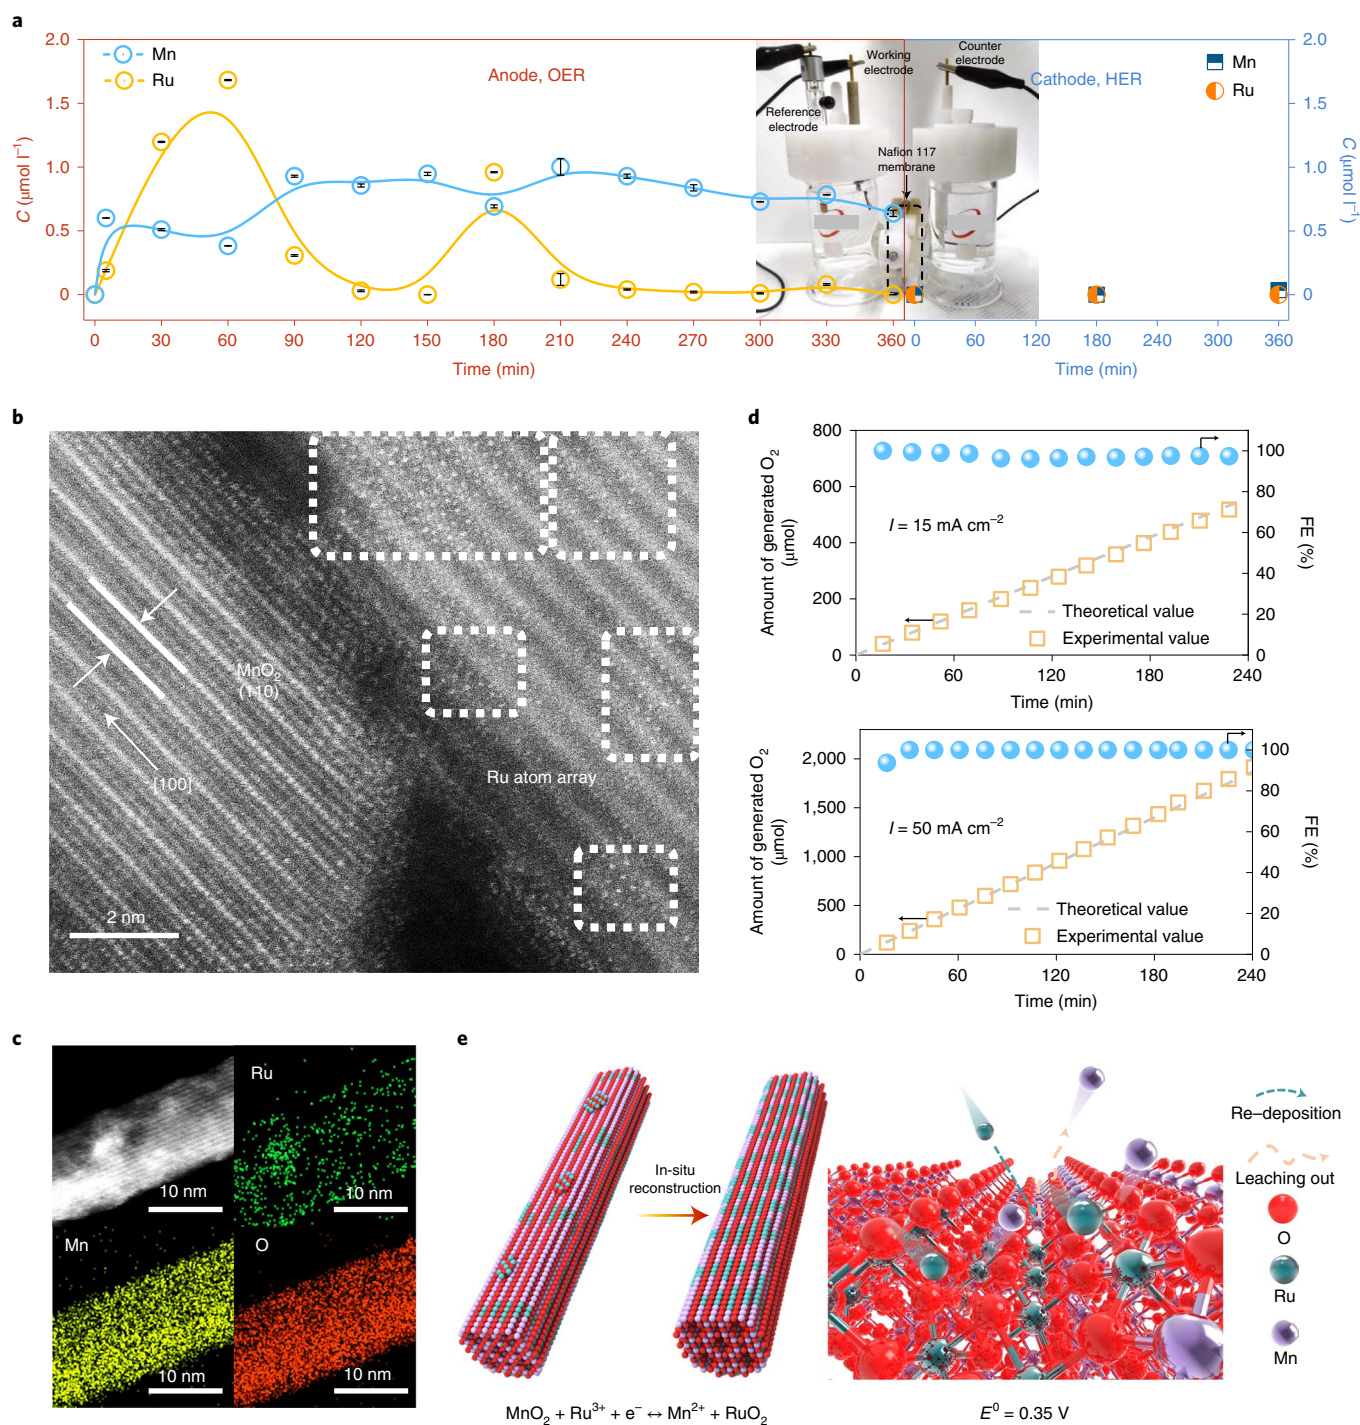 a
2.0
1.5
1.0
0.5
0
C (μmol l⁻¹)
Mn
Ru
Anode, OER
Working
electrode
Counter
electrode
Reference
electrode
Nafion 117
membrane
Cathode, HER
Mn
Ru
2.0
1.5
1.0
0.5
0
C (μmol l⁻¹)
0 30 60 90 120 150 180 210 240 270 300 330 360
Time (min)
0 60 120 180 240 300 360
Time (min)
b
MnO₂
(110)
[100]
Ru atom array
2 nm
d
800
600
400
200
0
Amount of generated O₂
(μmol)
I = 15 mA cm⁻²
Theoretical value
Experimental value
100
80
60
40
20
0
FE (%)
0 60 120 180 240
Time (min)
2,000
1,500
1,000
500
0
Amount of generated O₂
(μmol)
I = 50 mA cm⁻²
Theoretical value
Experimental value
100
80
60
40
20
0
FE (%)
0 60 120 180 240
Time (min)
c
10 nm
Ru
10 nm
Mn
10 nm
O
10 nm
e
In-situ
reconstruction
Re–deposition
Leaching out
O
Ru
Mn
MnO₂ + Ru³⁺ + e⁻ ↔ Mn²⁺ + RuO₂
E⁰ = 0.35 V